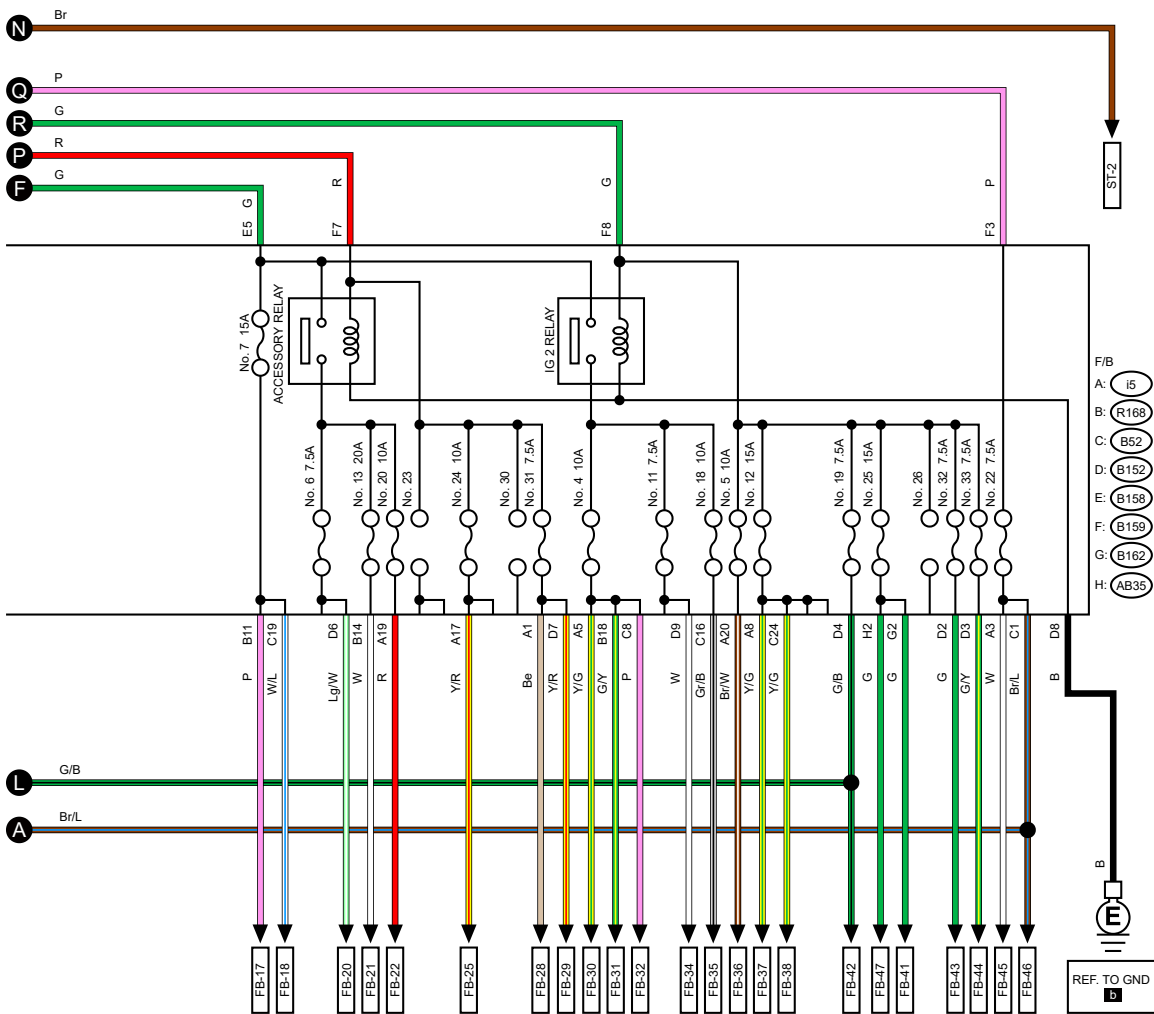 N Br
Q P
R G
P R
F G
ST-2
G E5
R F7
G F8
P F3
No. 7 15A
ACCESSORY RELAY
IG 2 RELAY
F/B
A: i5
B: R168
C: B52
D: B152
E: B158
F: B159
G: B162
H: AB35
No. 6 7.5A
No. 13 20A
No. 20 10A
No. 23
No. 24 10A
No. 30
No. 31 7.5A
No. 4 10A
No. 11 7.5A
No. 18 10A
No. 5 10A
No. 12 15A
No. 19 7.5A
No. 25 15A
No. 26
No. 32 7.5A
No. 33 7.5A
No. 22 7.5A
B11 C19 D6 B14 A19 A17 A1 D7 A5 B18 C8 D9 C16 A20 A8 C24 D4 H2 G2 D2 D3 A3 C1 D8
P W/L Lg/W W R Y/R Be Y/R Y/G G/Y P W Gr/B Br/W Y/G Y/G G/B G G G G/Y W Br/L B
L G/B
A Br/L
B
E
FB-17 FB-18 FB-20 FB-21 FB-22 FB-25 FB-28 FB-29 FB-30 FB-31 FB-32 FB-34 FB-35 FB-36 FB-37 FB-38 FB-42 FB-47 FB-41 FB-43 FB-44 FB-45 FB-46
REF. TO GND
b